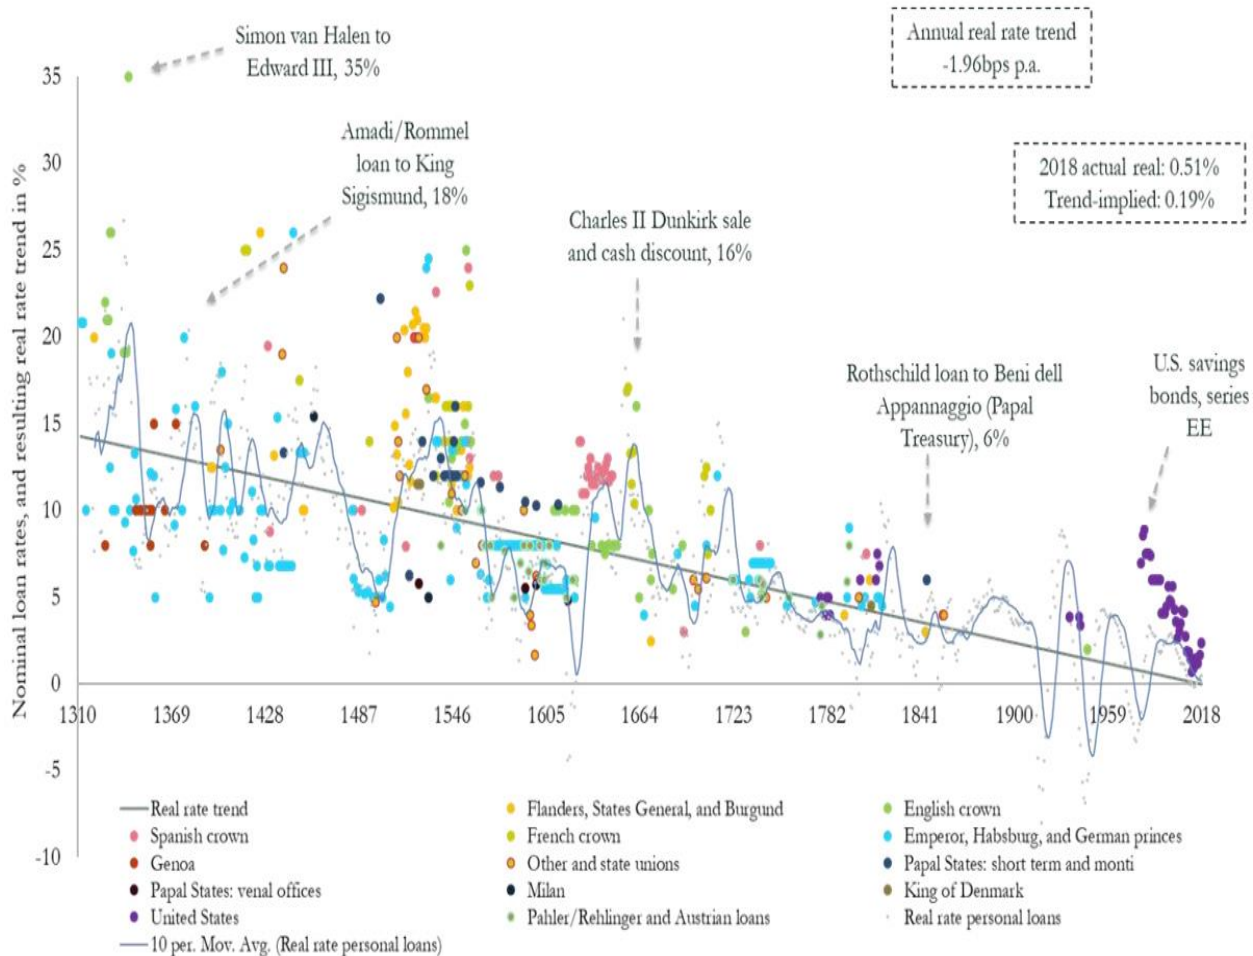 Simon van Halen to
Edward III, 35%
Annual real rate trend
-1.96bps p.a.
Amadi/Rommel
loan to King
Sigismund, 18%
2018 actual real: 0.51%
Trend-implied: 0.19%
Charles II Dunkirk sale
and cash discount, 16%
Rothschild loan to Beni dell
Appannaggio (Papal
Treasury), 6%
U.S. savings
bonds, series
EE
Nominal loan rates, and resulting real rate trend in %
35
30
25
20
15
10
5
0
-5
-10
1310 1369 1428 1487 1546 1605 1664 1723 1782 1841 1900 1959 2018
Real rate trend
Flanders, States General, and Burgund
English crown
Spanish crown
French crown
Emperor, Habsburg, and German princes
Genoa
Other and state unions
Papal States: short term and monti
Papal States: venal offices
Milan
King of Denmark
United States
Pahler/Rehlinger and Austrian loans
Real rate personal loans
10 per. Mov. Avg. (Real rate personal loans)